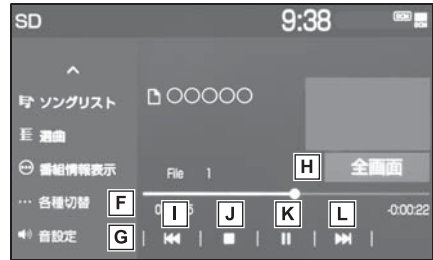 SD 9:38
ソングリスト
○○○○○
選曲
番組情報表示
File 1
H
全画面
各種切替
F
I
J
K
L
-0:00:22
音設定
G